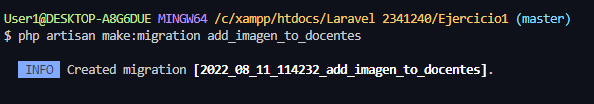 User1@DESKTOP-A8G6DUE MINGW64 /c/xampp/htdocs/Laravel 2341240/Ejercicio1 (master)
$ php artisan make:migration add_imagen_to_docentes
INFO Created migration [2022_08_11_114232_add_imagen_to_docentes].